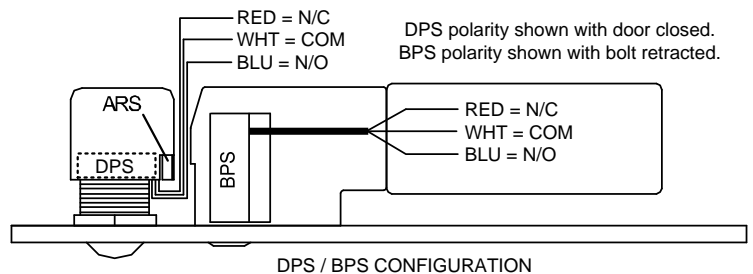 RED = N/C
WHT = COM
BLU = N/O
DPS polarity shown with door closed.
BPS polarity shown with bolt retracted.
ARS
DPS
BPS
RED = N/C
WHT = COM
BLU = N/O
DPS / BPS CONFIGURATION